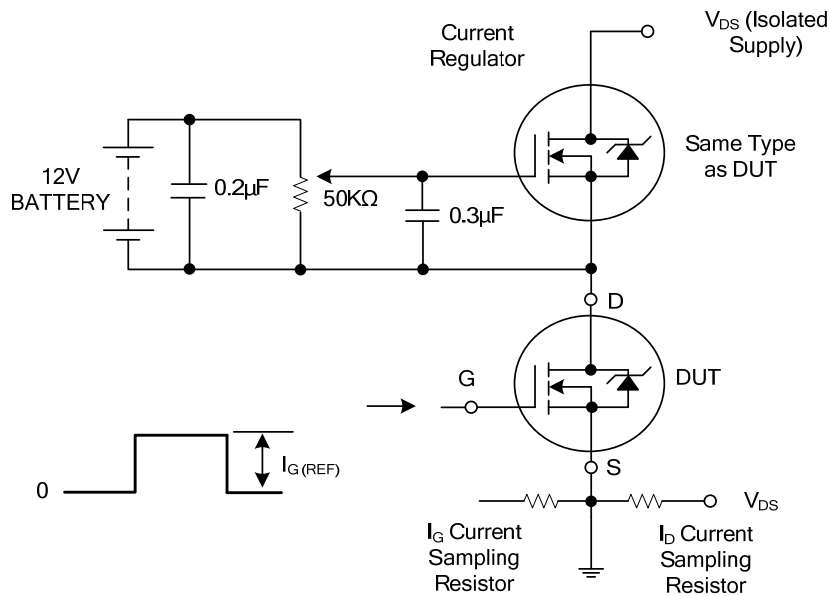 Current
Regulator
V_DS (Isolated
Supply)
Same Type
as DUT
12V
BATTERY
0.2µF
50KΩ
0.3µF
D
G
DUT
0
I_G (REF)
S
V_DS
I_G Current
Sampling
Resistor
I_D Current
Sampling
Resistor